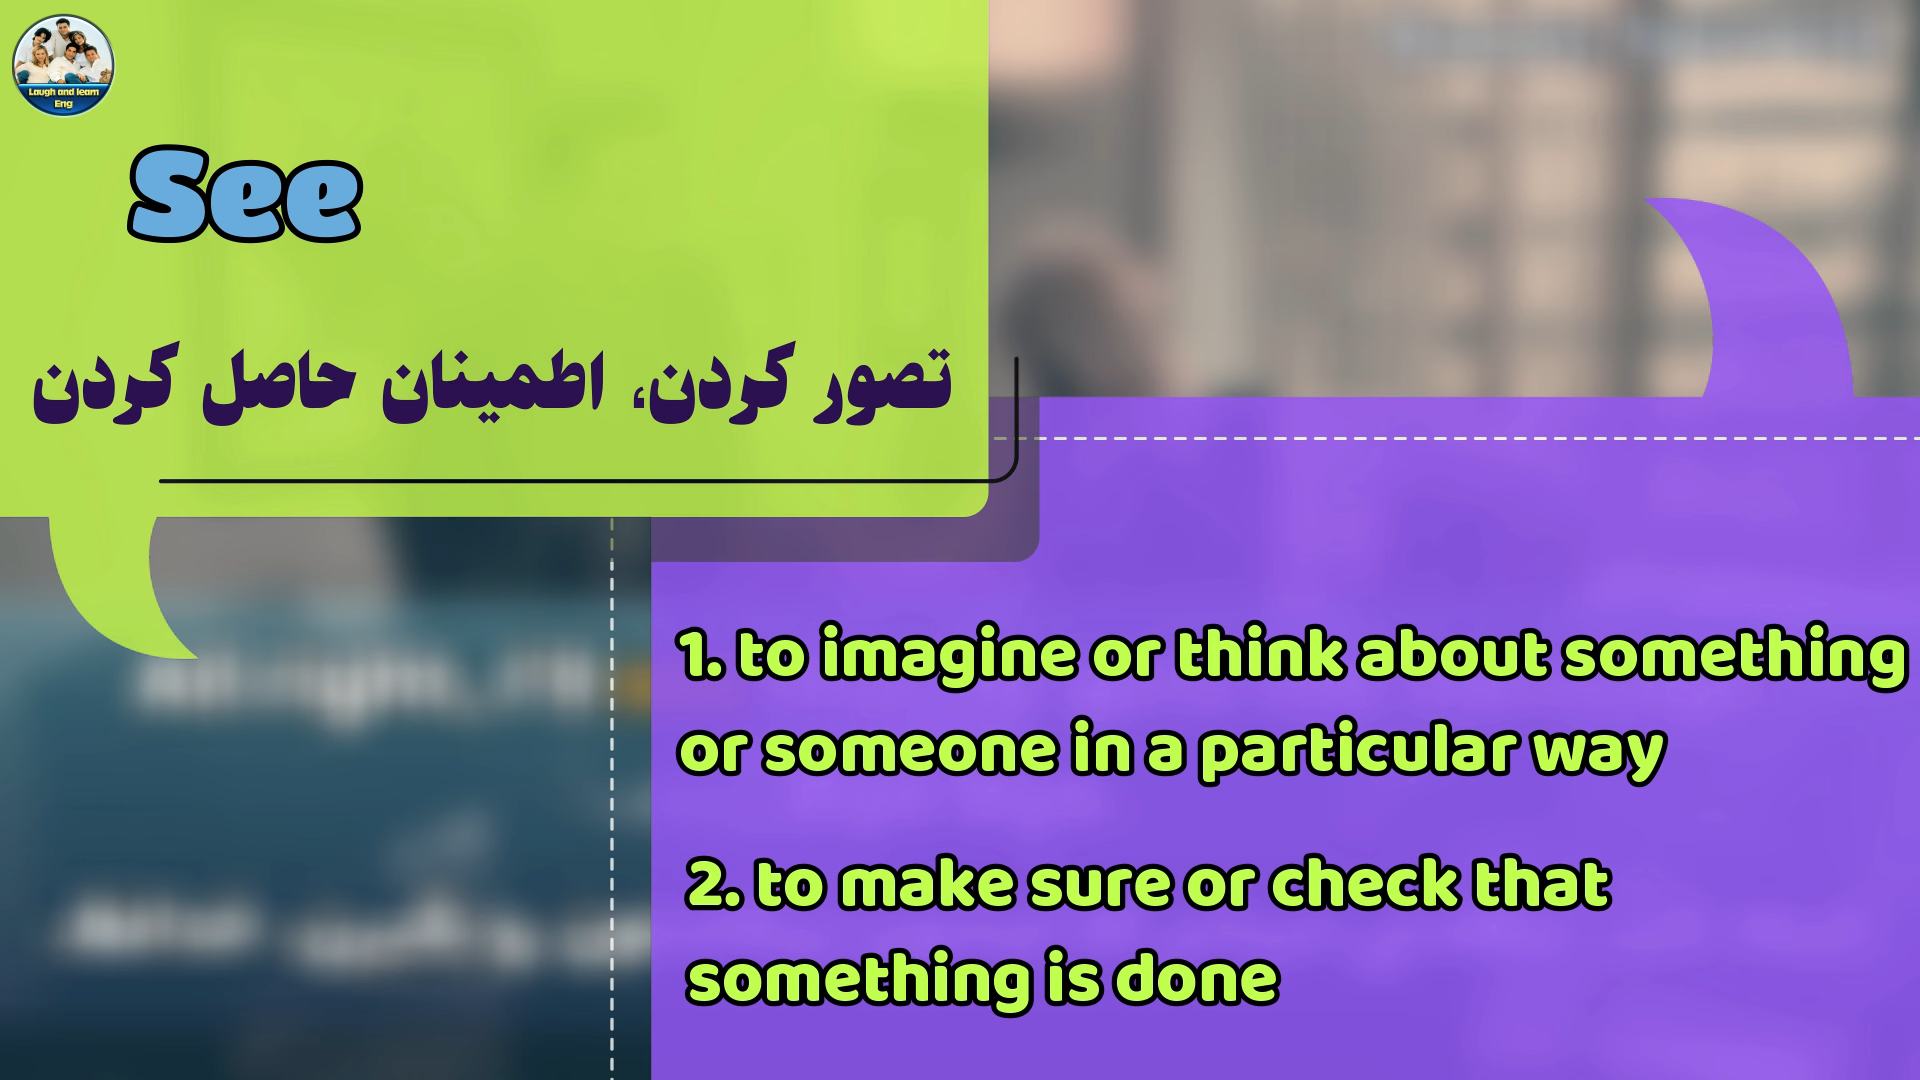 Laugh and learn
Eng
See
تصور کردن، اطمینان حاصل کردن
1. to imagine or think about something
or someone in a particular way
2. to make sure or check that
something is done